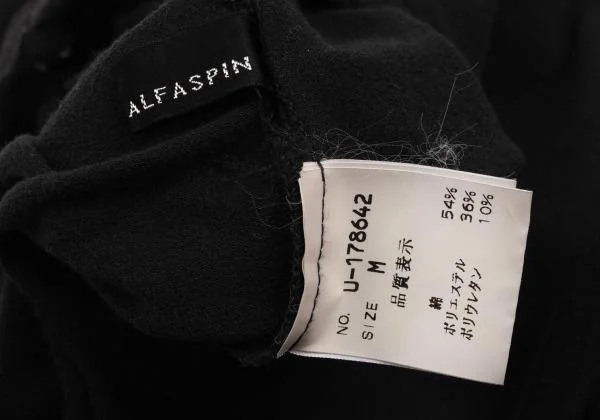 ALFASPIN
NO. U-178642
SIZE M
品質表示
綿 54%
ポリエステル 36%
ポリウレタン 10%